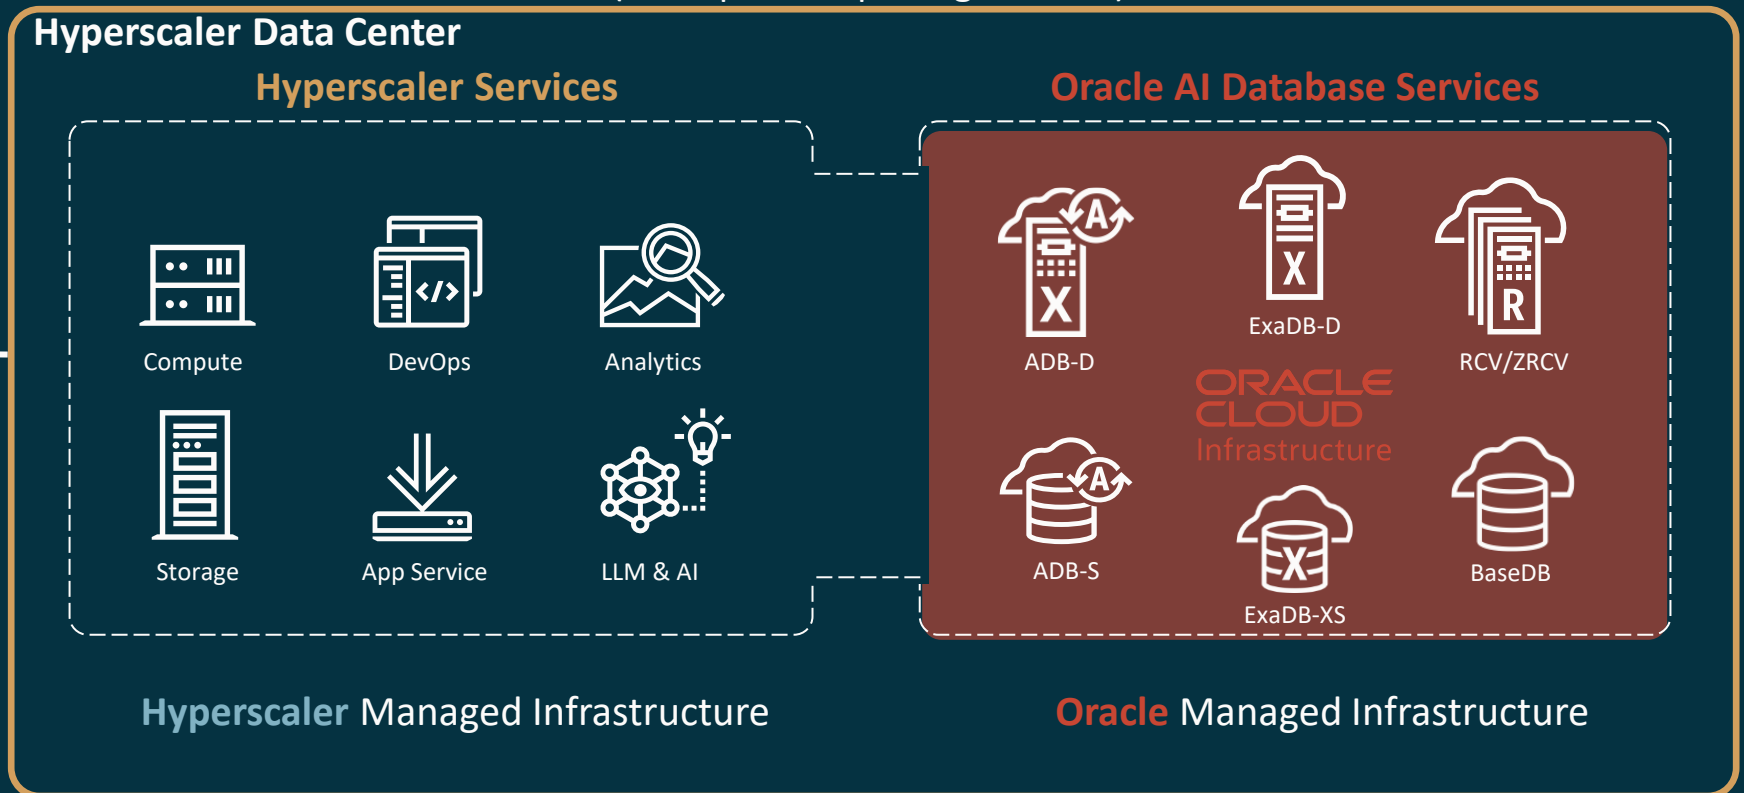 Hyperscaler Data Center
Hyperscaler Services
Oracle AI Database Services
Compute
DevOps
Analytics
Storage
App Service
LLM & AI
A
X
ADB-D
X
ExaDB-D
R
RCV/ZRCV
ORACLE
CLOUD
Infrastructure
A
ADB-S
X
ExaDB-XS
BaseDB
Hyperscaler Managed Infrastructure
Oracle Managed Infrastructure